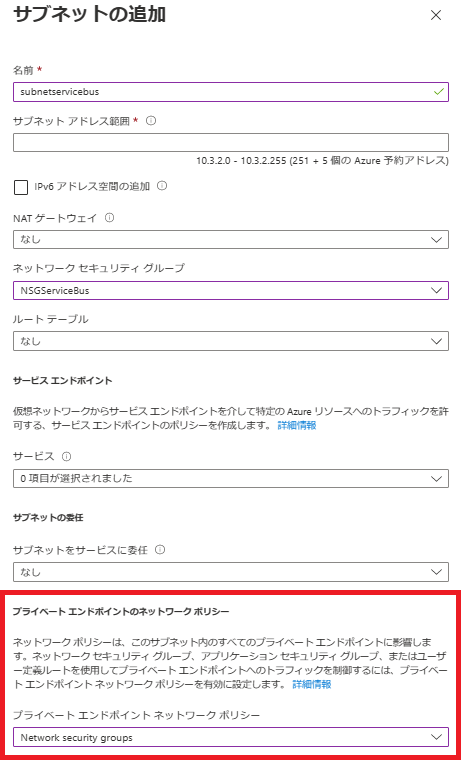 サブネットの追加
名前 *
subnetservicebus
サブネット アドレス範囲 *
10.3.2.0 - 10.3.2.255 (251 + 5 個の Azure 予約アドレス)
IPv6 アドレス空間の追加
NAT ゲートウェイ
なし
ネットワーク セキュリティ グループ
NSGServiceBus
ルート テーブル
なし
サービス エンドポイント
仮想ネットワークからサービス エンドポイントを介して特定の Azure リソースへのトラフィックを許
可する、サービス エンドポイントのポリシーを作成します。 詳細情報
サービス
0 項目が選択されました
サブネットの委任
サブネットをサービスに委任
なし
プライベート エンドポイントのネットワーク ポリシー
ネットワーク ポリシーは、このサブネット内のすべてのプライベート エンドポイントに影響しま
す。ネットワーク セキュリティ グループ、アプリケーション セキュリティ グループ、またはユーザ
ー定義ルートを使用してプライベート エンドポイントへのトラフィックを制御するには、プライベー
ト エンドポイント ネットワーク ポリシーを有効に設定します。 詳細情報
プライベート エンドポイント ネットワーク ポリシー
Network security groups